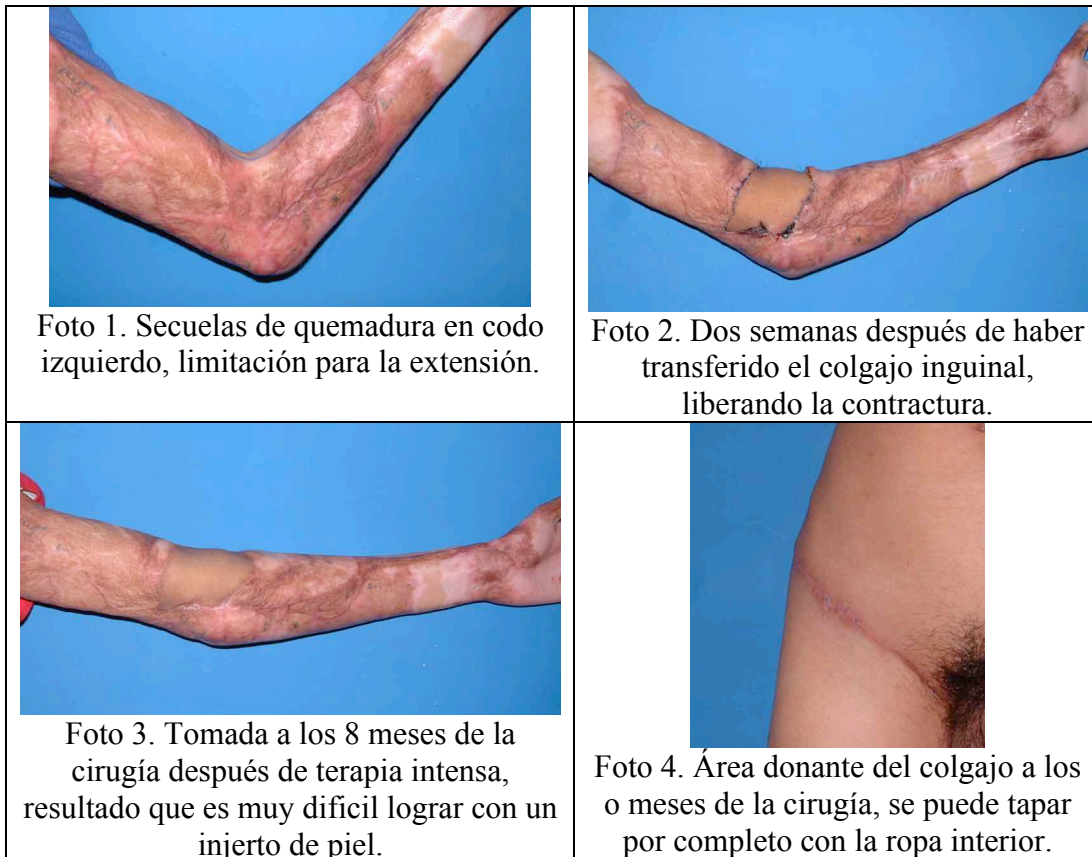 Foto 1. Secuelas de quemadura en codo
izquierdo, limitación para la extensión.
Foto 2. Dos semanas después de haber
transferido el colgajo inguinal,
liberando la contractura.
Foto 3. Tomada a los 8 meses de la
cirugía después de terapia intensa,
resultado que es muy dificil lograr con un
injerto de piel.
Foto 4. Área donante del colgajo a los
o meses de la cirugía, se puede tapar
por completo con la ropa interior.